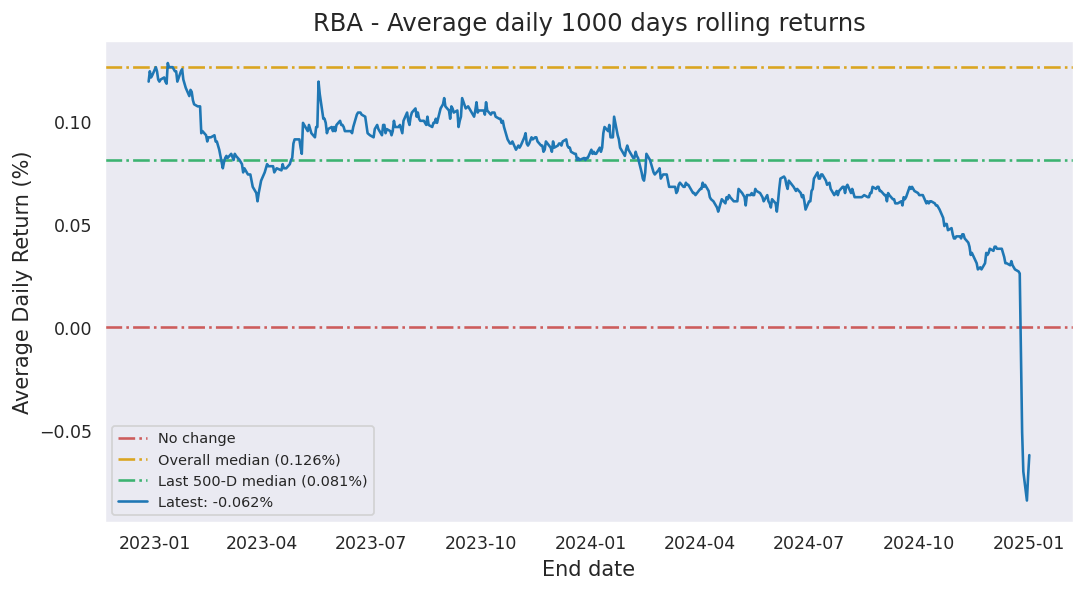 RBA - Average daily 1000 days rolling returns
Average Daily Return (%)
0.10
0.05
0.00
−0.05
No change
Overall median (0.126%)
Last 500-D median (0.081%)
Latest: -0.062%
2023-01 2023-04 2023-07 2023-10 2024-01 2024-04 2024-07 2024-10 2025-01
End date